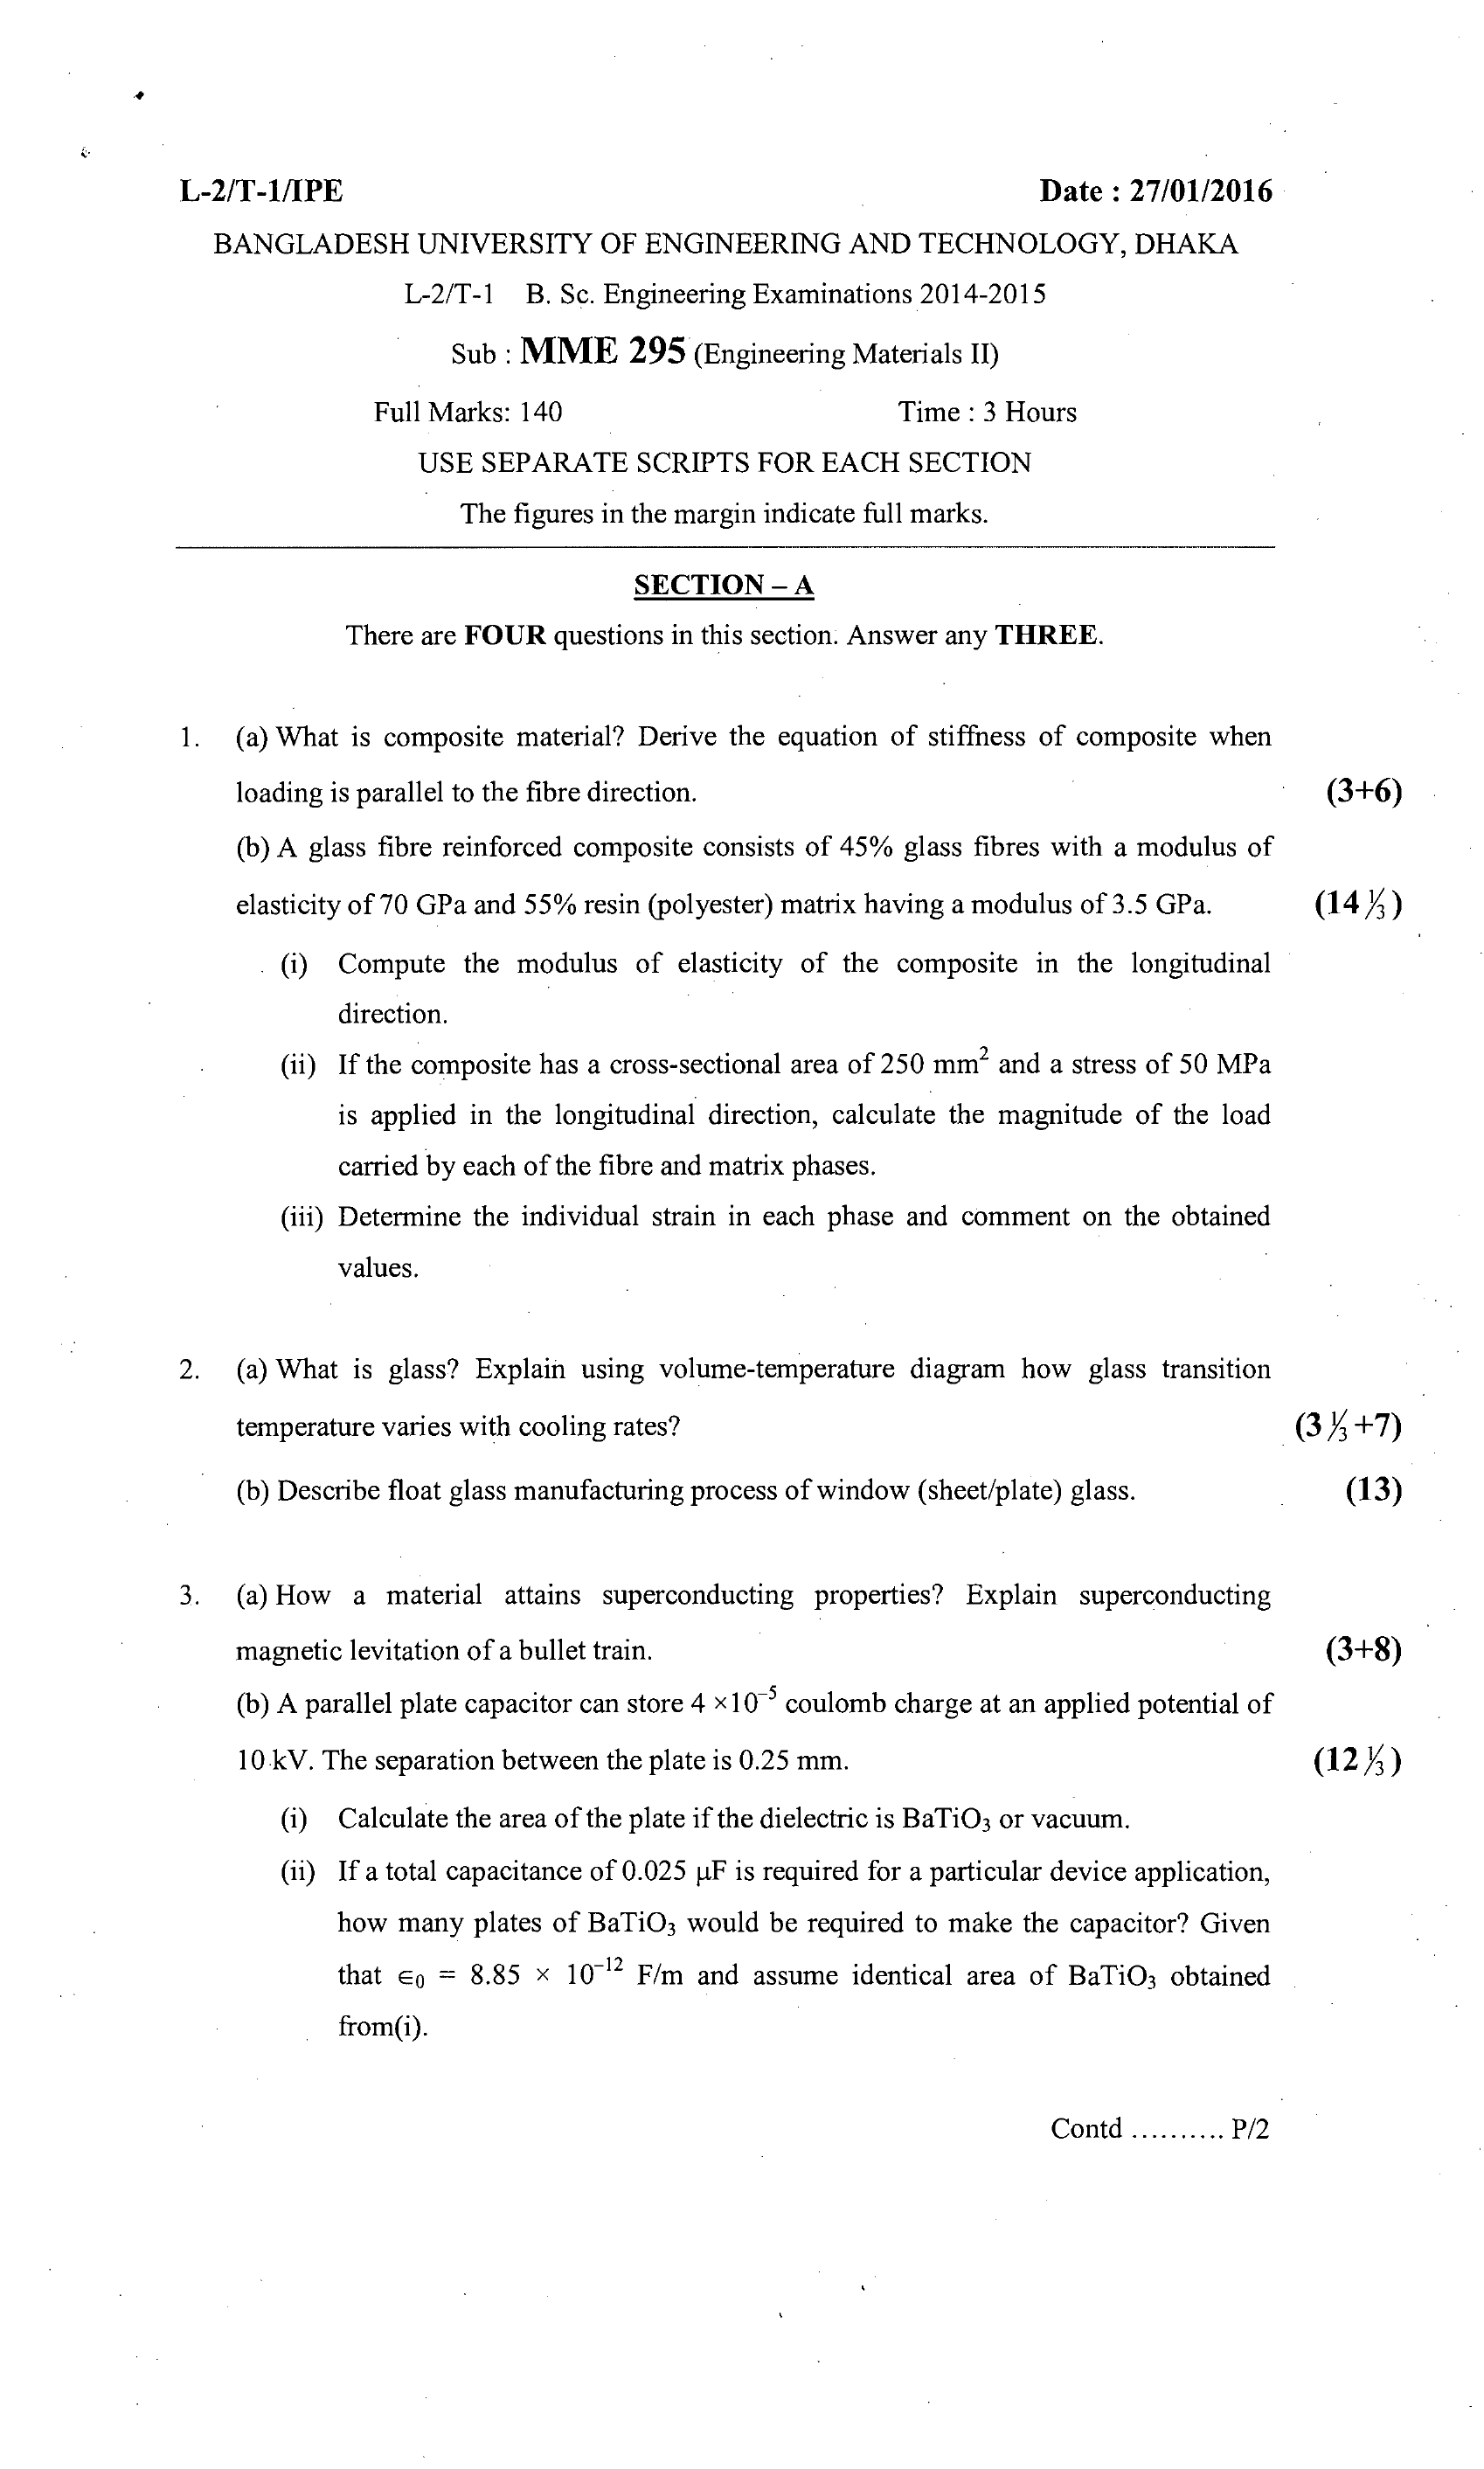 L-2/T-1/IPE Date : 27/01/2016
BANGLADESH UNIVERSITY OF ENGINEERING AND TECHNOLOGY, DHAKA
L-2/T-1 B. Sc. Engineering Examinations 2014-2015
Sub : MME 295 (Engineering Materials II)
Full Marks: 140 Time : 3 Hours
USE SEPARATE SCRIPTS FOR EACH SECTION
The figures in the margin indicate full marks.
SECTION – A
There are FOUR questions in this section. Answer any THREE.
1. (a) What is composite material? Derive the equation of stiffness of composite when
loading is parallel to the fibre direction. (3+6)
(b) A glass fibre reinforced composite consists of 45% glass fibres with a modulus of
elasticity of 70 GPa and 55% resin (polyester) matrix having a modulus of 3.5 GPa. (14 ⅓)
(i) Compute the modulus of elasticity of the composite in the longitudinal
direction.
(ii) If the composite has a cross-sectional area of 250 mm² and a stress of 50 MPa
is applied in the longitudinal direction, calculate the magnitude of the load
carried by each of the fibre and matrix phases.
(iii) Determine the individual strain in each phase and comment on the obtained
values.
2. (a) What is glass? Explain using volume-temperature diagram how glass transition
temperature varies with cooling rates? (3 ⅓ +7)
(b) Describe float glass manufacturing process of window (sheet/plate) glass. (13)
3. (a) How a material attains superconducting properties? Explain superconducting
magnetic levitation of a bullet train. (3+8)
(b) A parallel plate capacitor can store 4 ×10⁻⁵ coulomb charge at an applied potential of
10 kV. The separation between the plate is 0.25 mm. (12 ⅓)
(i) Calculate the area of the plate if the dielectric is BaTiO₃ or vacuum.
(ii) If a total capacitance of 0.025 μF is required for a particular device application,
how many plates of BaTiO₃ would be required to make the capacitor? Given
that ∈₀ = 8.85 × 10⁻¹² F/m and assume identical area of BaTiO₃ obtained
from(i).
Contd .......... P/2